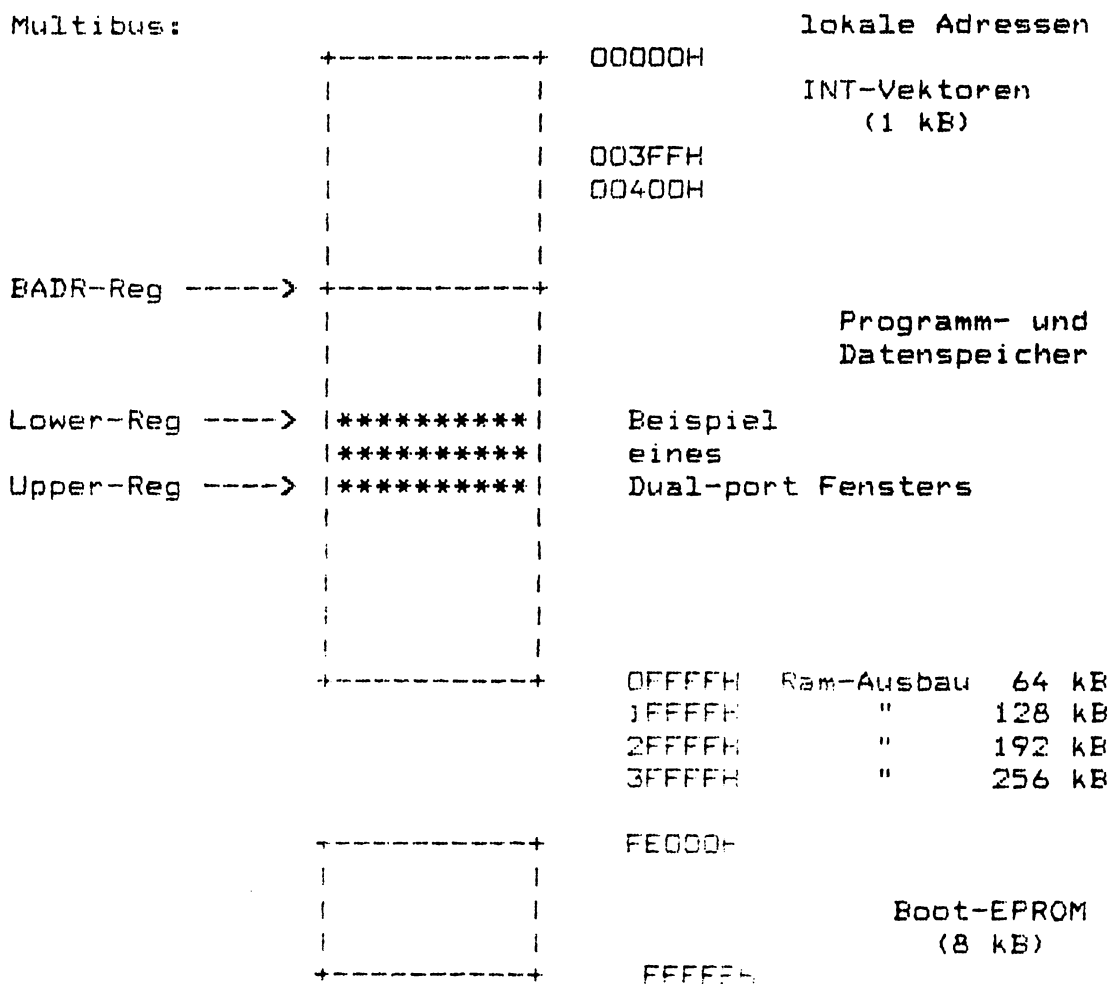 Multibus: lokale Adressen
+-----------+ 00000H
| | INT-Vektoren
| | (1 kB)
| | 003FFH
| | 00400H
| |
| |
BADR-Reg -----> +-----------+
| | Programm- und
| | Datenspeicher
| |
Lower-Reg ----> |**********| Beispiel
|**********| eines
Upper-Reg ----> |**********| Dual-port Fensters
| |
| |
| |
| |
| |
+-----------+ 0FFFFH Ram-Ausbau 64 kB
1FFFFH " 128 kB
2FFFFH " 192 kB
3FFFFH " 256 kB
+-----------+ FE000H
| |
| | Boot-EPROM
| | (8 kB)
+-----------+ FFFFFH